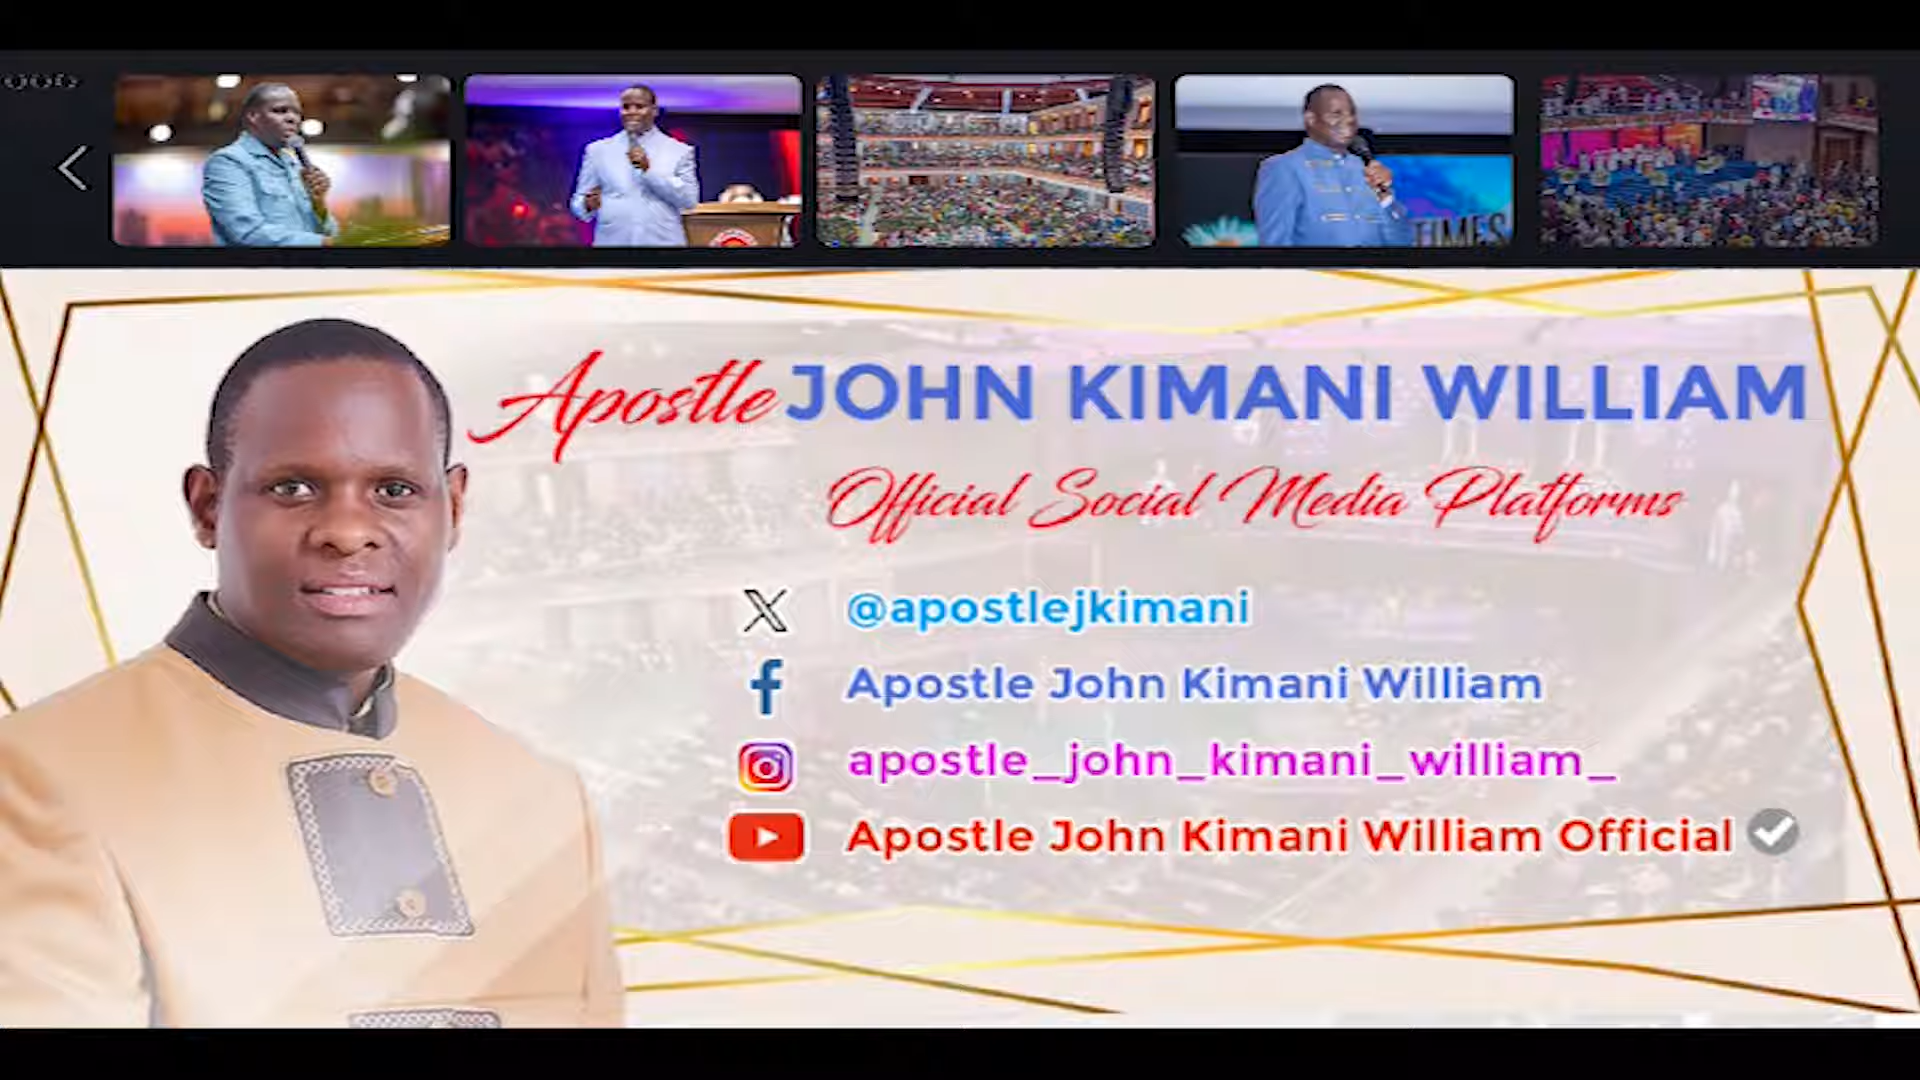 TIMES
Apostle JOHN KIMANI WILLIAM
Official Social Media Platforms
@apostlejkimani
Apostle John Kimani William
apostle_john_kimani_william_
Apostle John Kimani William Official